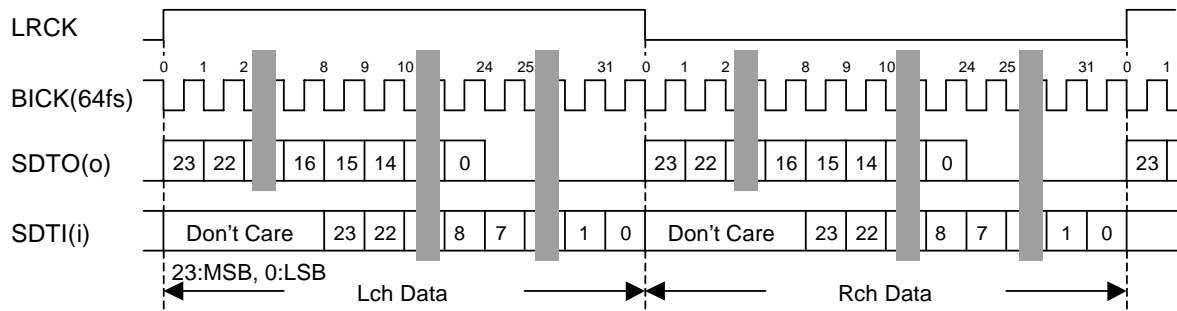 LRCK
0 1 2 8 9 10 24 25 31 0 1 2 8 9 10 24 25 31 0 1
BICK(64fs)
SDTO(o) 23 22 16 15 14 0 23 22 16 15 14 0 23
SDTI(i) Don't Care 23 22 8 7 1 0 Don't Care 23 22 8 7 1 0
23:MSB, 0:LSB
Lch Data Rch Data